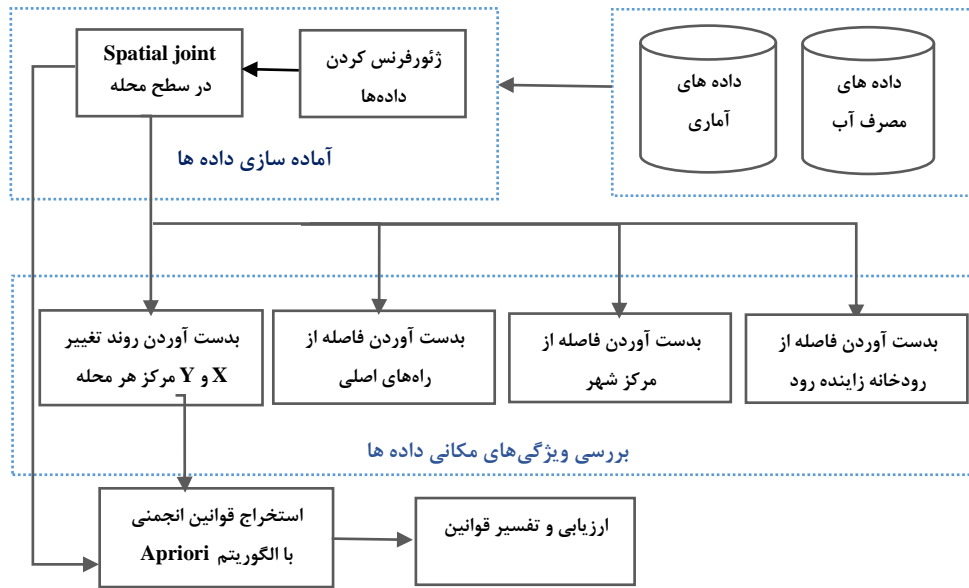 داده های
مصرف آب
داده های
آماری
ژئورفرنس کردن
داده‌ها
Spatial joint
در سطح محله
آماده سازی داده ها
بدست آوردن فاصله از
رودخانه زاینده رود
بدست آوردن فاصله از
مرکز شهر
بدست آوردن فاصله از
راه‌های اصلی
بدست آوردن روند تغییر
X و Y مرکز هر محله
بررسی ویژگی‌های مکانی داده ها
استخراج قوانین انجمنی
با الگوریتم Apriori
ارزیابی و تفسیر قوانین